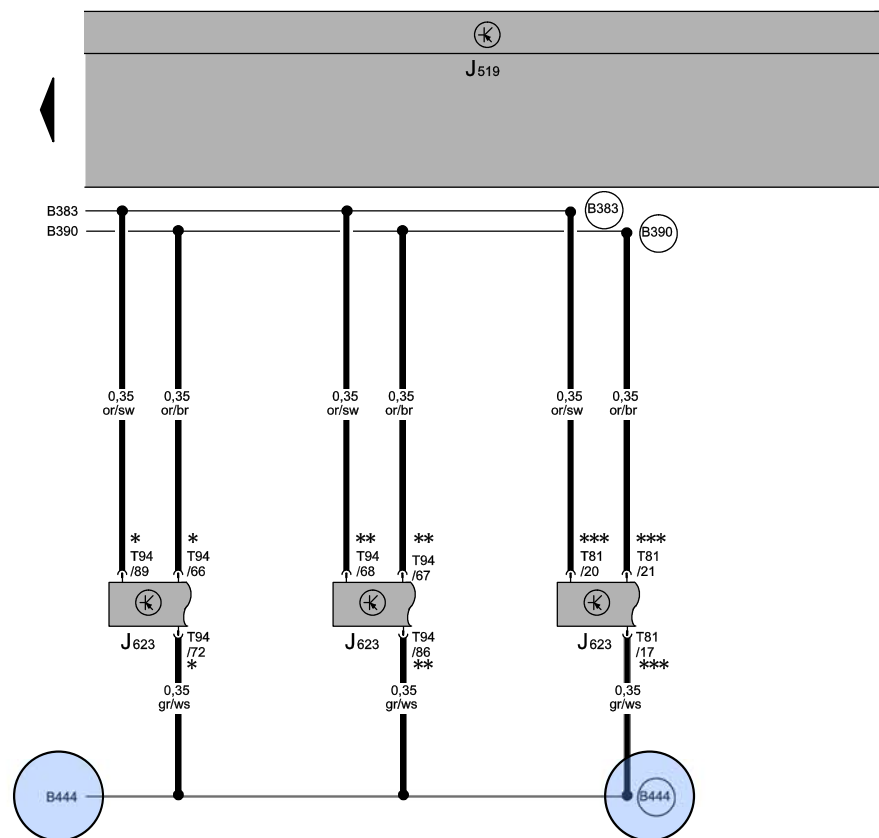 J519
B383
B383
B390
B390
0,35 0,35 0,35 0,35 0,35 0,35
or/sw or/br or/sw or/br or/sw or/br
* * ** ** *** ***
T94 T94 T94 T94 T81 T81
/89 /66 /68 /67 /20 /21
J623 J623 J623
T94 T94 T81
/72 /86 /17
* ** ***
0,35 0,35 0,35
gr/ws gr/ws gr/ws
B444 B444